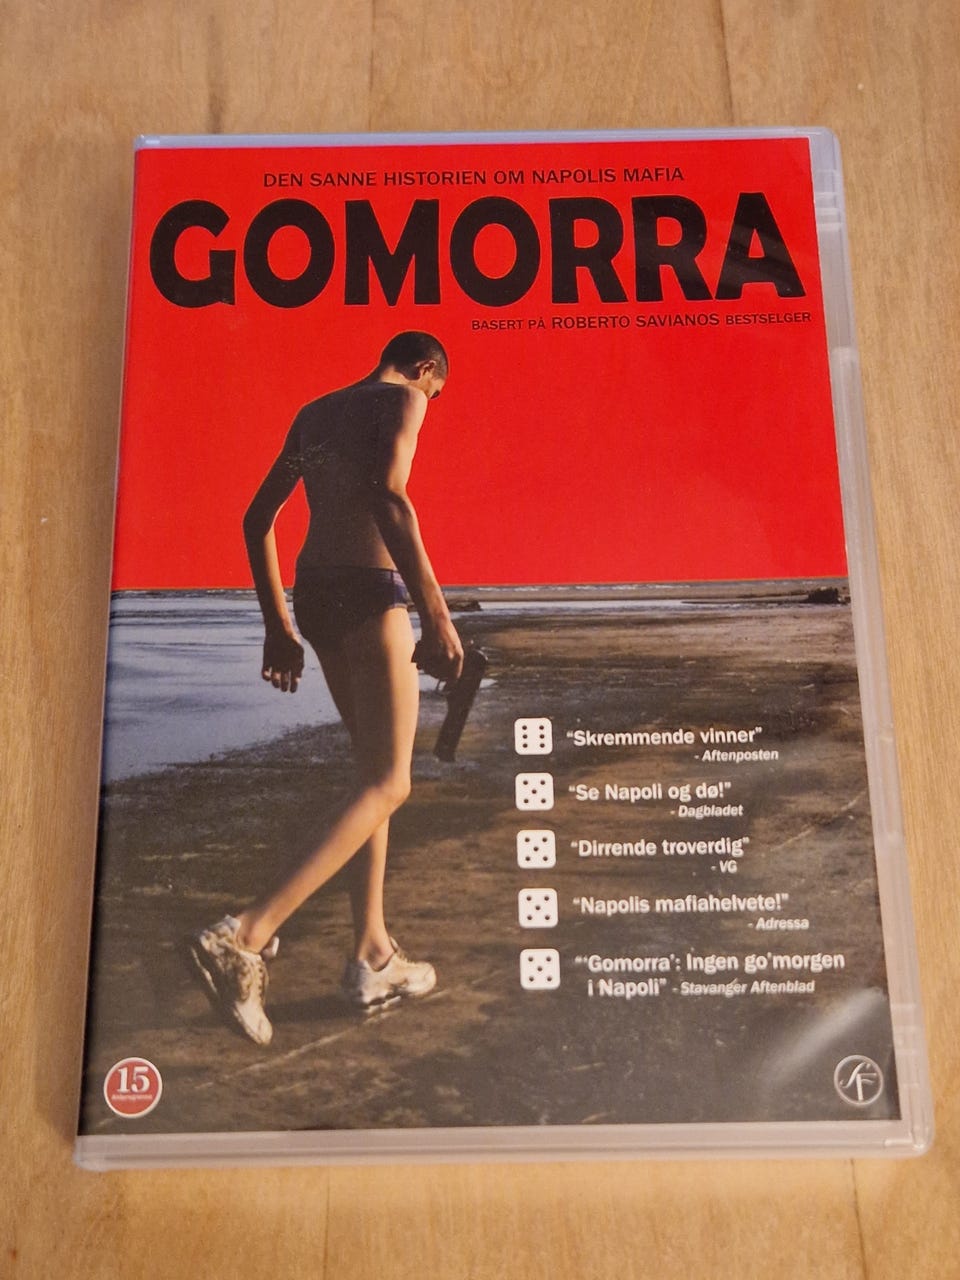 DEN SANNE HISTORIEN OM NAPOLIS MAFIA
GOMORRA
BASERT PÅ ROBERTO SAVIANOS BESTSELGER
"Skremmende vinner"
- Aftenposten
"Se Napoli og dø!"
- Dagbladet
"Dirrende troverdig"
- VG
"Napolis mafiahelvete!"
- Adressa
"'Gomorra': Ingen go'morgen
i Napoli" - Stavanger Aftenblad
15
SF